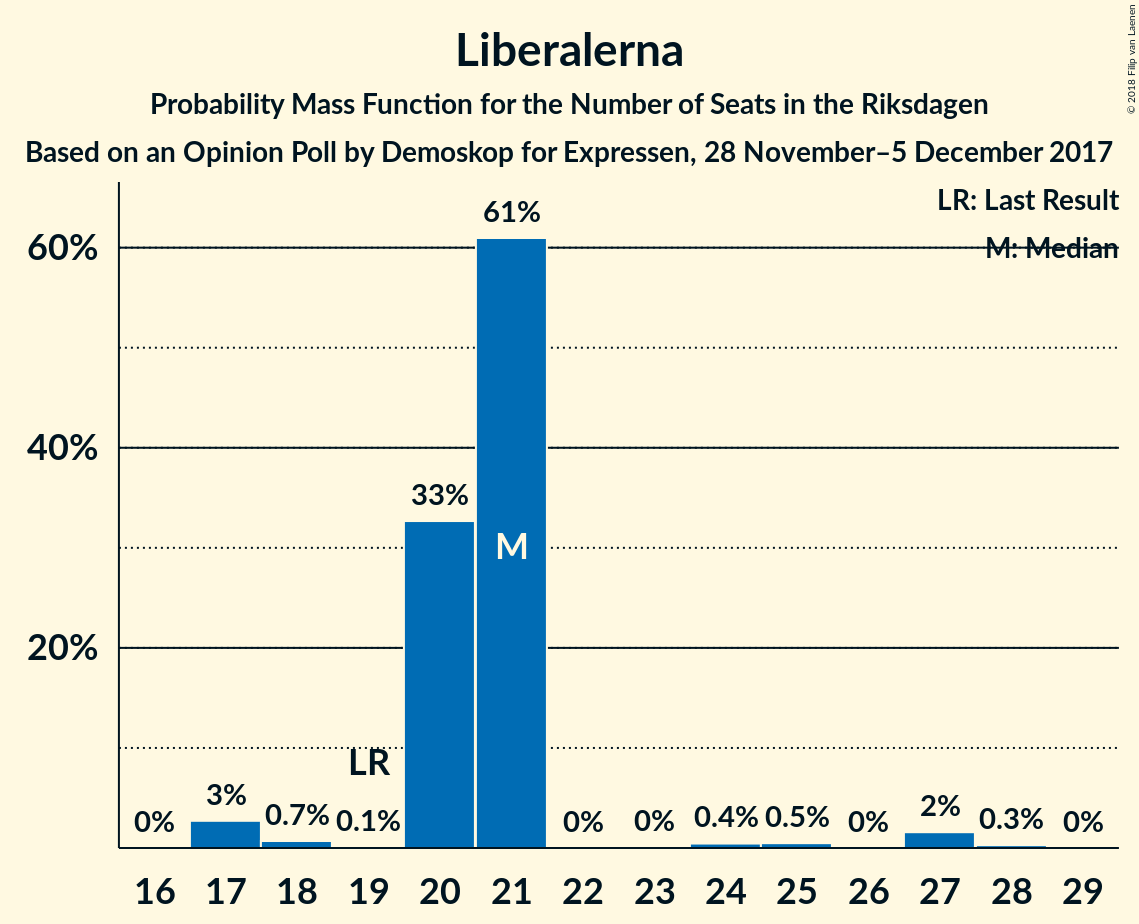 Liberalerna
Probability Mass Function for the Number of Seats in the Riksdagen
Based on an Opinion Poll by Demoskop for Expressen, 28 November–5 December 2017
© 2018 Filip van Laenen
LR: Last Result
M: Median
60%
40%
20%
0%
3%
0.7%
0.1%
33%
61%
0%
0%
0.4%
0.5%
0%
2%
0.3%
0%
LR
M
16 17 18 19 20 21 22 23 24 25 26 27 28 29